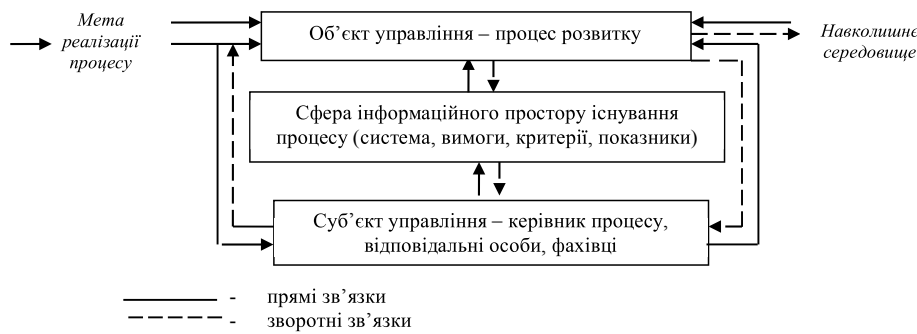 Мета
реалізації
процесу
Об’єкт управління – процес розвитку
Навколишнє
середовище
Сфера інформаційного простору існування
процесу (система, вимоги, критерії, показники)
Суб’єкт управління – керівник процесу,
відповідальні особи, фахівці
- прямі зв’язки
- зворотні зв’язки